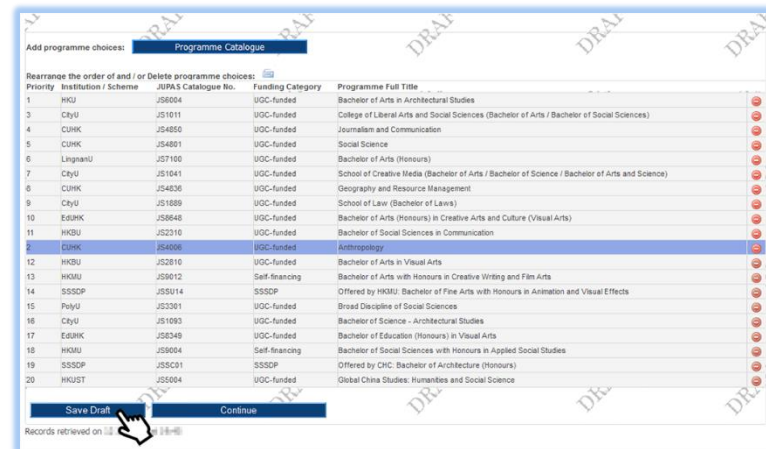 DRAFT
DRAFT
DRAFT
DRAFT
DRAFT
Add programme choices: Programme Catalogue
Rearrange the order of and / or Delete programme choices:
Priority Institution / Scheme JUPAS Catalogue No. Funding Category Programme Full Title
1 HKU JS6004 UGC-funded Bachelor of Arts in Architectural Studies
3 CityU JS1011 UGC-funded College of Liberal Arts and Social Sciences (Bachelor of Arts / Bachelor of Social Sciences)
4 CUHK JS4850 UGC-funded Journalism and Communication
5 CUHK JS4801 UGC-funded Social Science
6 LingnanU JS7100 UGC-funded Bachelor of Arts (Honours)
7 CityU JS1041 UGC-funded School of Creative Media (Bachelor of Arts / Bachelor of Science / Bachelor of Arts and Science)
8 CUHK JS4836 UGC-funded Geography and Resource Management
9 CityU JS1889 UGC-funded School of Law (Bachelor of Laws)
10 EdUHK JS8648 UGC-funded Bachelor of Arts (Honours) in Creative Arts and Culture (Visual Arts)
11 HKBU JS2310 UGC-funded Bachelor of Social Sciences in Communication
2 CUHK JS4006 UGC-funded Anthropology
12 HKBU JS2810 UGC-funded Bachelor of Arts in Visual Arts
13 HKMU JS9012 Self-financing Bachelor of Arts with Honours in Creative Writing and Film Arts
14 SSSDP JSSU14 SSSDP Offered by HKMU: Bachelor of Fine Arts with Honours in Animation and Visual Effects
15 PolyU JS3301 UGC-funded Broad Discipline of Social Sciences
16 CityU JS1093 UGC-funded Bachelor of Science - Architectural Studies
17 EdUHK JS8349 UGC-funded Bachelor of Education (Honours) in Visual Arts
18 HKMU JS9004 Self-financing Bachelor of Social Sciences with Honours in Applied Social Studies
19 SSSDP JSSC01 SSSDP Offered by CHC: Bachelor of Architecture (Honours)
20 HKUST JS5004 UGC-funded Global China Studies: Humanities and Social Science
DRAFT
DRAFT
DRAFT
DRAFT
Save Draft Continue
Records retrieved on